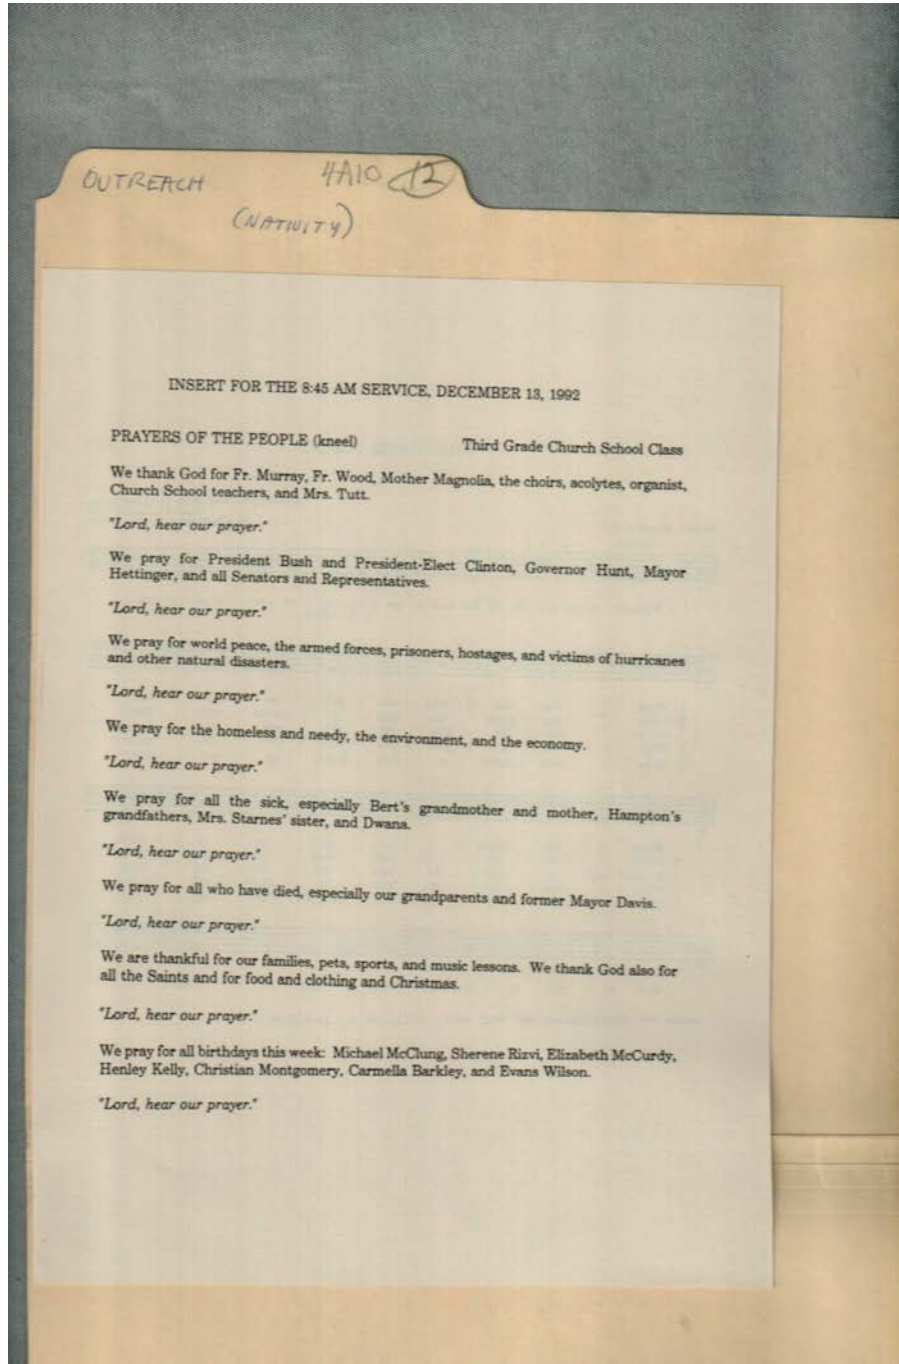 OUTREACH 4A10 12
(NATIVITY)
INSERT FOR THE 8:45 AM SERVICE, DECEMBER 13, 1992
PRAYERS OF THE PEOPLE (kneel) Third Grade Church School Class
We thank God for Fr. Murray, Fr. Wood, Mother Magnolia, the choirs, acolytes, organist,
Church School teachers, and Mrs. Tutt.
"Lord, hear our prayer."
We pray for President Bush and President-Elect Clinton, Governor Hunt, Mayor
Hettinger, and all Senators and Representatives.
"Lord, hear our prayer."
We pray for world peace, the armed forces, prisoners, hostages, and victims of hurricanes
and other natural disasters.
"Lord, hear our prayer."
We pray for the homeless and needy, the environment, and the economy.
"Lord, hear our prayer."
We pray for all the sick, especially Bert's grandmother and mother, Hampton's
grandfathers, Mrs. Starnes' sister, and Dwana.
"Lord, hear our prayer."
We pray for all who have died, especially our grandparents and former Mayor Davis.
"Lord, hear our prayer."
We are thankful for our families, pets, sports, and music lessons. We thank God also for
all the Saints and for food and clothing and Christmas.
"Lord, hear our prayer."
We pray for all birthdays this week: Michael McClung, Sherene Rizvi, Elizabeth McCurdy,
Henley Kelly, Christian Montgomery, Carmella Barkley, and Evans Wilson.
"Lord, hear our prayer."